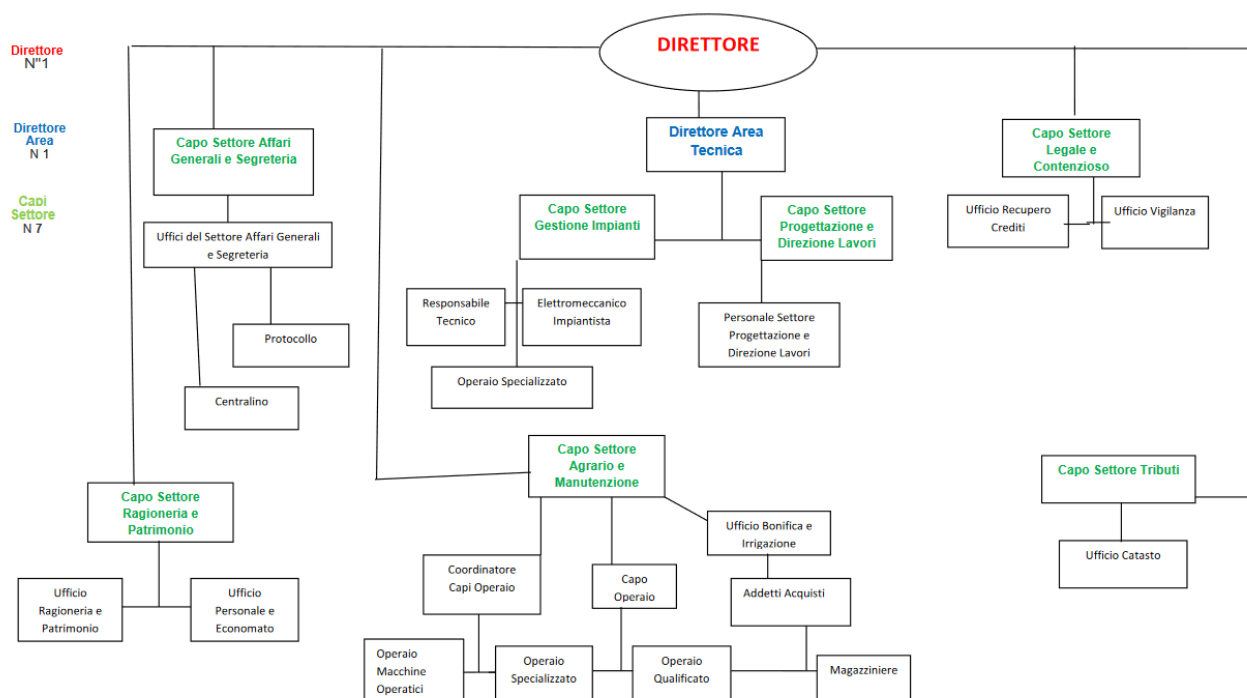 DIRETTORE
Direttore
N"1
Direttore
Area
N 1
Capi
Settore
N 7
Capo Settore Affari
Generali e Segreteria
Direttore Area
Tecnica
Capo Settore
Legale e
Contenzioso
Uffici del Settore Affari Generali
e Segreteria
Capo Settore
Gestione Impianti
Capo Settore
Progettazione e
Direzione Lavori
Ufficio Recupero
Crediti
Ufficio Vigilanza
Protocollo
Centralino
Responsabile
Tecnico
Elettromeccanico
Impiantista
Operaio Specializzato
Personale Settore
Progettazione e
Direzione Lavori
Capo Settore
Ragioneria e
Patrimonio
Capo Settore
Agrario e
Manutenzione
Capo Settore Tributi
Ufficio
Ragioneria e
Patrimonio
Ufficio
Personale e
Economato
Coordinatore
Capi Operaio
Capo
Operaio
Ufficio Bonifica e
Irrigazione
Addetti Acquisti
Ufficio Catasto
Operaio
Macchine
Operatici
Operaio
Specializzato
Operaio
Qualificato
Magazziniere